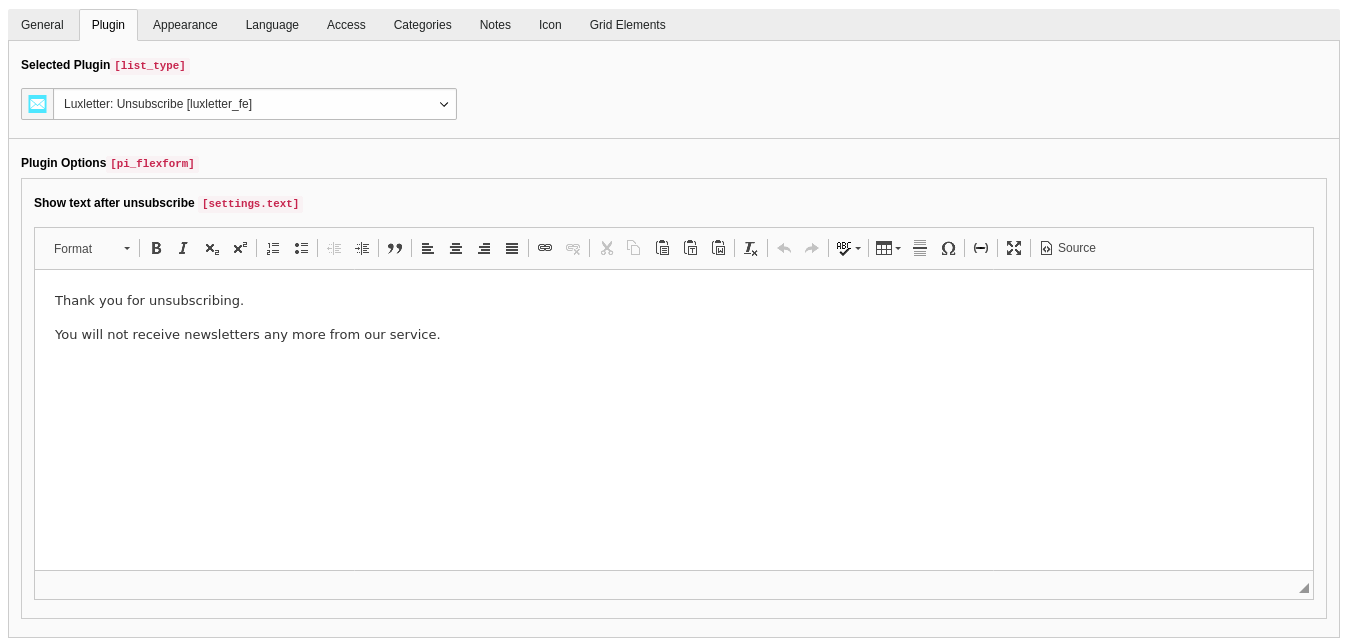 General Plugin Appearance Language Access Categories Notes Icon Grid Elements
Selected Plugin [list_type]
Luxletter: Unsubscribe [luxletter_fe]
Plugin Options [pi_flexform]
Show text after unsubscribe [settings.text]
Format Source
Thank you for unsubscribing.
You will not receive newsletters any more from our service.